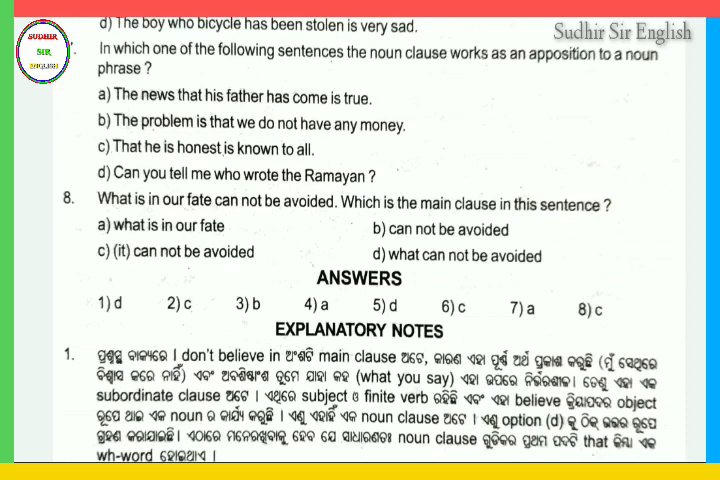 d) The boy who bicycle has been stolen is very sad.
Sudhir Sir English
SUDHIR
SIR
ENGLISH
In which one of the following sentences the noun clause works as an apposition to a noun
phrase ?
a) The news that his father has come is true.
b) The problem is that we do not have any money.
c) That he is honest is known to all.
d) Can you tell me who wrote the Ramayan ?
8. What is in our fate can not be avoided. Which is the main clause in this sentence ?
a) what is in our fate
b) can not be avoided
c) (it) can not be avoided
d) what can not be avoided
ANSWERS
1) d 2) c 3) b 4) a 5) d 6) c 7) a 8) c
EXPLANATORY NOTES
1. ପ୍ରଶ୍ନସ୍ଥ ବାକ୍ୟରେ I don't believe in ଅଂଶଟି main clause ଅଟେ, କାରଣ ଏହା ପୂର୍ଣ୍ଣ ଅର୍ଥ ପ୍ରକାଶ କରୁଛି (ମୁଁ ସେଥିରେ
ବିଶ୍ୱାସ କରେ ନାହିଁ) ଏବଂ ଅବଶିଷ୍ଟାଂଶ ତୁମେ ଯାହା କହ (what you say) ଏହା ଉପରେ ନିର୍ଭରଶୀଳ। ତେଣୁ ଏହା ଏକ
subordinate clause ଅଟେ । ଏଥିରେ subject ଓ finite verb ରହିଛି ଏବଂ ଏହା believe କ୍ରିୟାପଦର object
ରୂପେ ଥାଇ ଏକ noun ର କାର୍ଯ୍ୟ କରୁଛି । ଏଣୁ ଏହାହିଁ ଏକ noun clause ଅଟେ । ଏଣୁ option (d) କୁ ଠିକ୍ ଉତ୍ତର ରୂପେ
ଗ୍ରହଣ କରାଯାଇଛି। ଏଠାରେ ମନେରଖିବାକୁ ହେବ ଯେ ସାଧାରଣତଃ noun clause ଗୁଡିକର ପ୍ରଥମ ପଦଟି that କିମ୍ବା ଏକ
wh-word ହୋଇଥାଏ ।